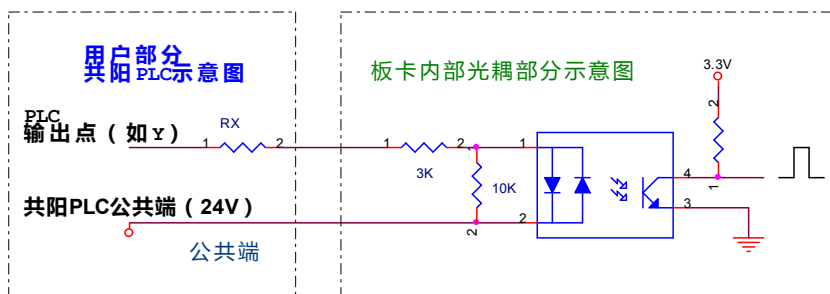 用户部分
共阳 PLC示意图
板卡内部光耦部分示意图
3.3V
2
PLC
输出点（如Y）
1
RX
2
1
3K
2
1
10K
2
1
2
4
3
1
共阳PLC公共端（24V）
公共端